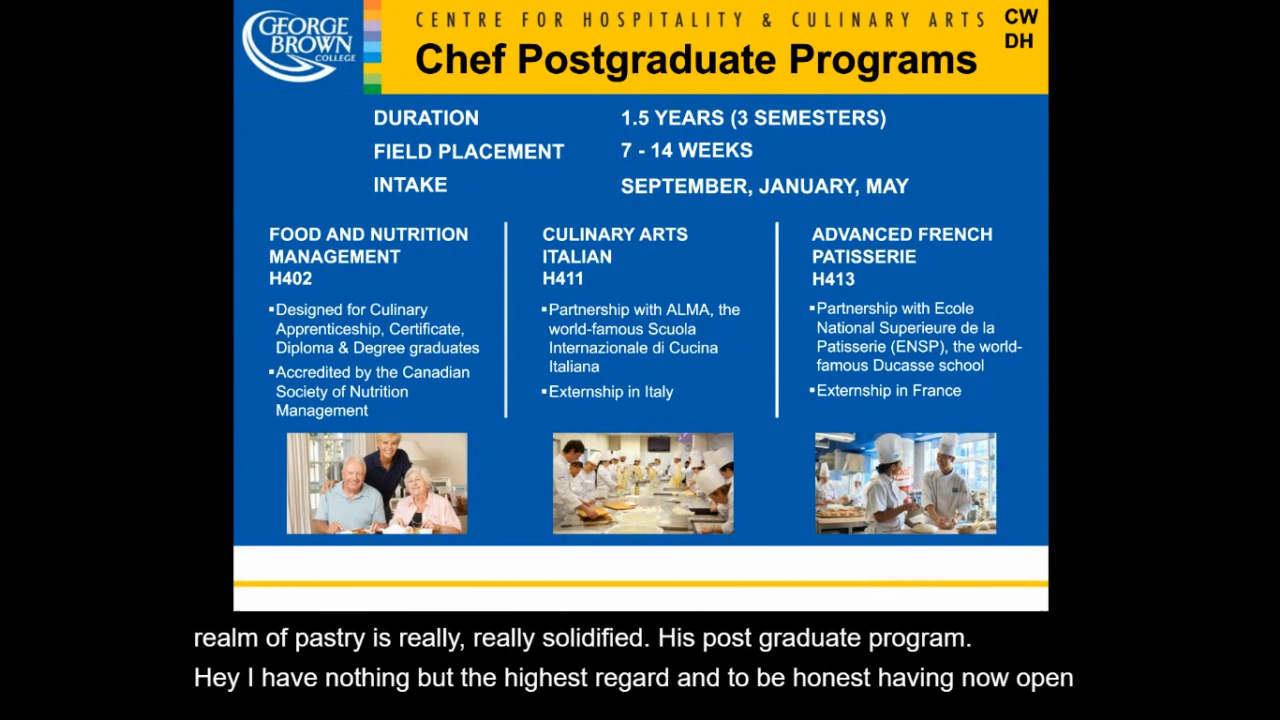 GEORGE
BROWN
COLLEGE
CENTRE FOR HOSPITALITY & CULINARY ARTS
Chef Postgraduate Programs
CW
DH
DURATION 1.5 YEARS (3 SEMESTERS)
FIELD PLACEMENT 7 - 14 WEEKS
INTAKE SEPTEMBER, JANUARY, MAY
FOOD AND NUTRITION
MANAGEMENT
H402
▪Designed for Culinary
Apprenticeship, Certificate,
Diploma & Degree graduates
▪Accredited by the Canadian
Society of Nutrition
Management
CULINARY ARTS
ITALIAN
H411
▪Partnership with ALMA, the
world-famous Scuola
Internazionale di Cucina
Italiana
▪Externship in Italy
ADVANCED FRENCH
PATISSERIE
H413
▪Partnership with Ecole
National Superieure de la
Patisserie (ENSP), the world-
famous Ducasse school
▪Externship in France
realm of pastry is really, really solidified. His post graduate program.
Hey I have nothing but the highest regard and to be honest having now open